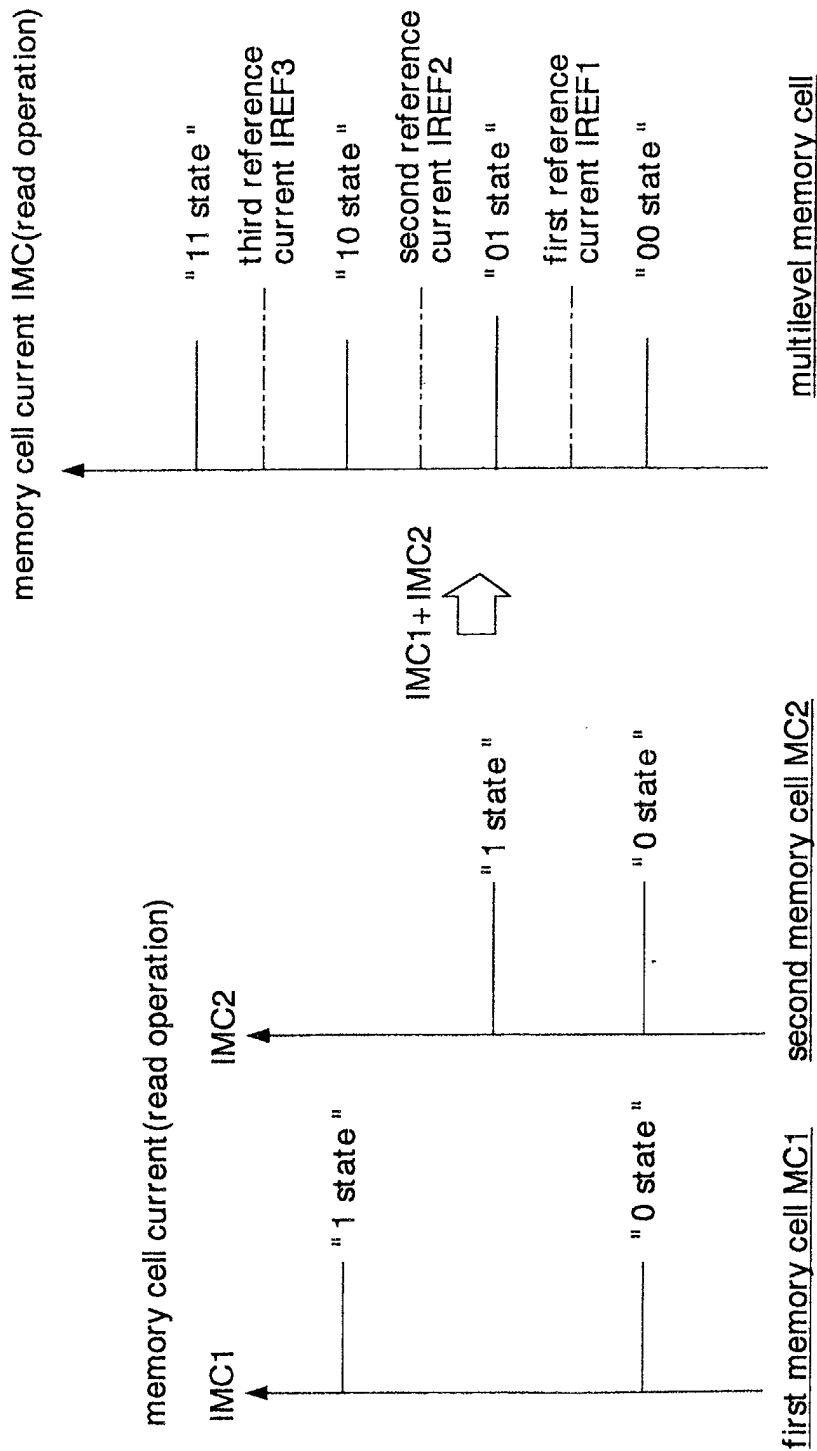 memory cell current(read operation)
IMC1
" 1 state "
" 0 state "
first memory cell MC1
IMC2
" 1 state "
" 0 state "
second memory cell MC2
IMC1+ IMC2
memory cell current IMC(read operation)
" 11 state "
third reference
current IREF3
" 10 state "
second reference
current IREF2
" 01 state "
first reference
current IREF1
" 00 state "
multilevel memory cell